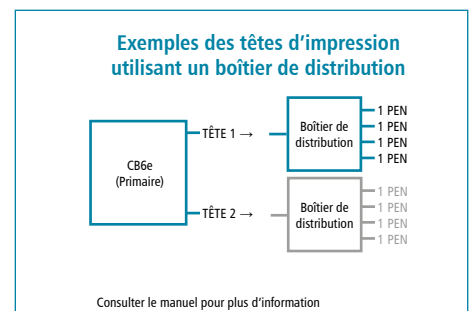 Exemples des têtes d’impression
utilisant un boîtier de distribution
CB6e
(Primaire)
TÊTE 1 →
Boîtier de
distribution
1 PEN
1 PEN
1 PEN
1 PEN
TÊTE 2 →
Boîtier de
distribution
1 PEN
1 PEN
1 PEN
1 PEN
Consulter le manuel pour plus d’information